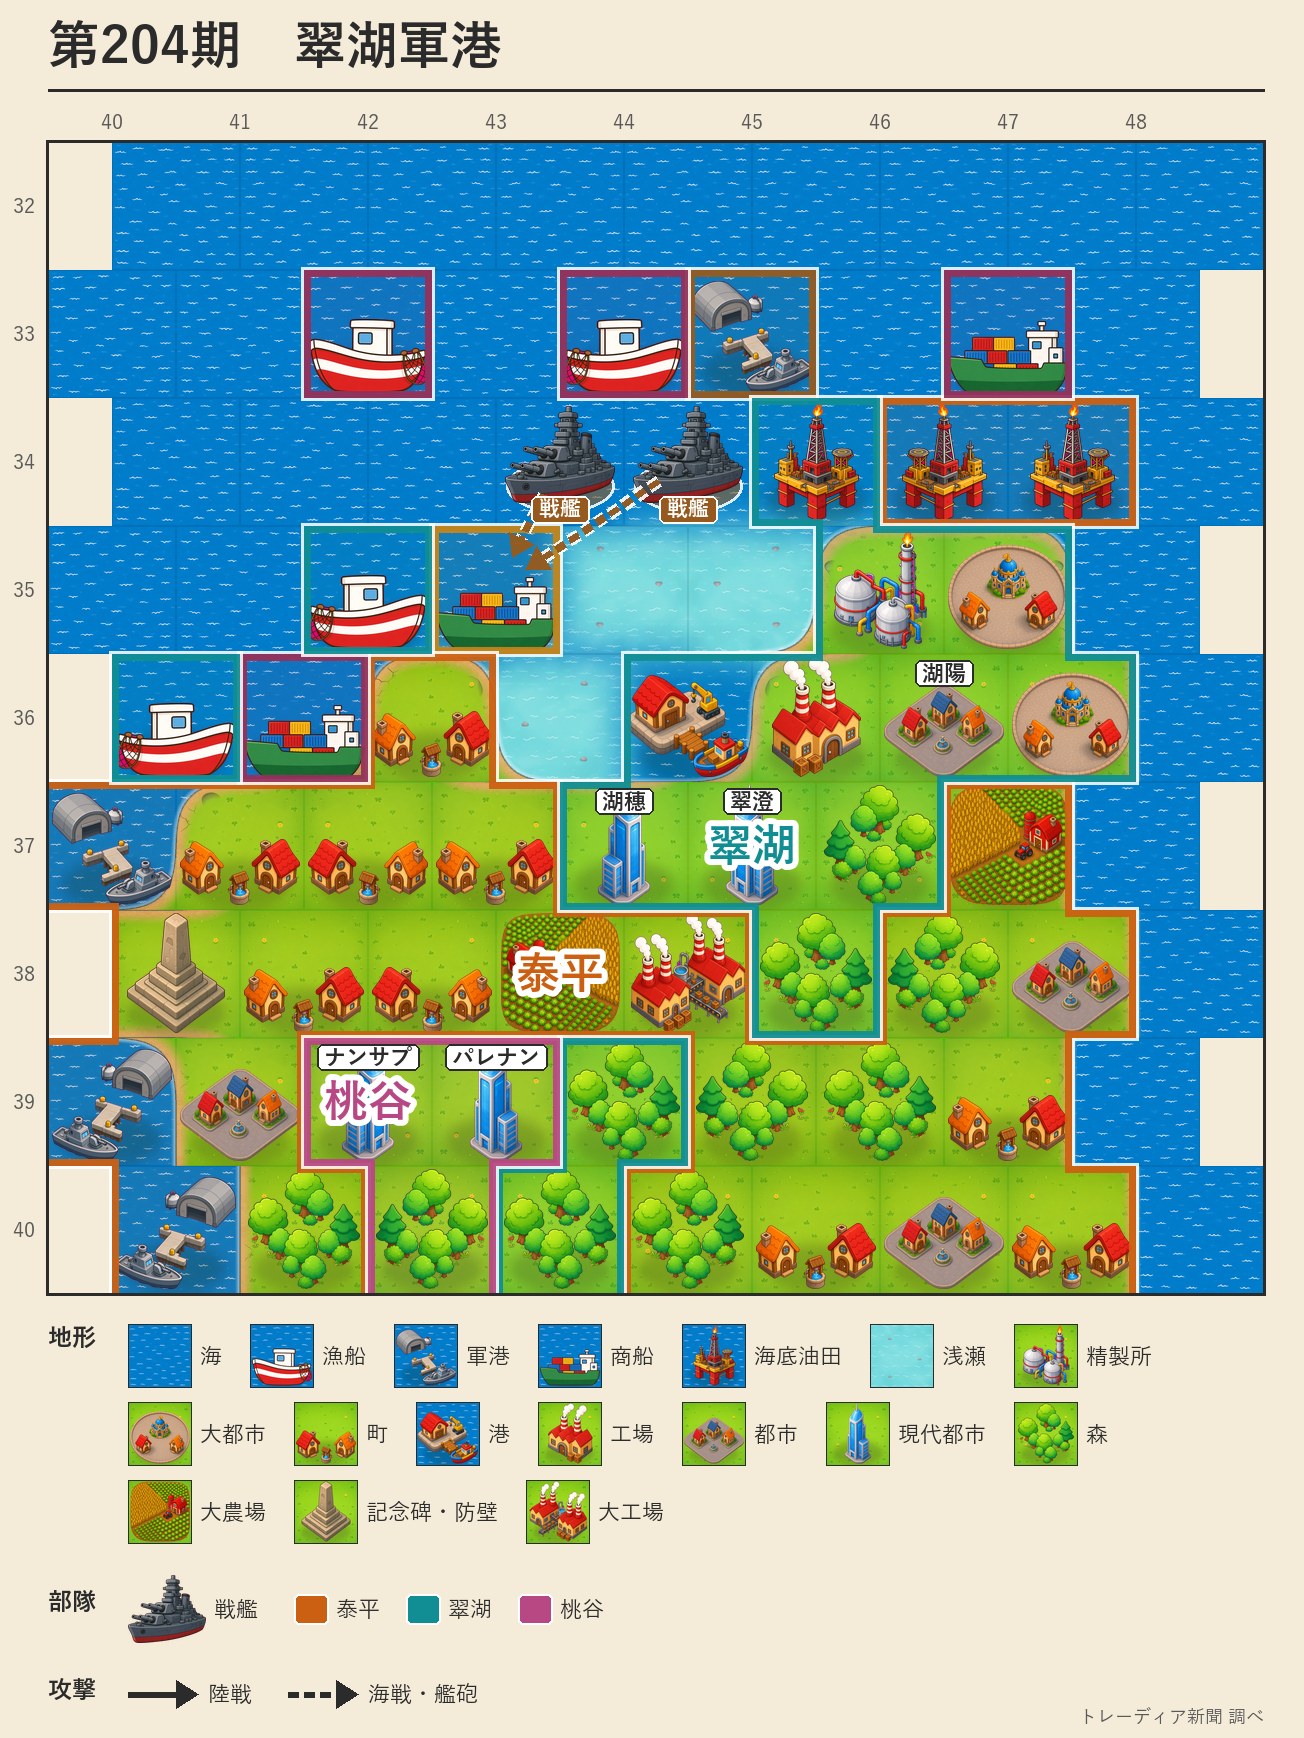 第204期　翠湖軍港
40 41 42 43 44 45 46 47 48
32
33
34
戦艦 戦艦
35
湖陽
36
湖穂 翠澄
37
翠湖
38
泰平
ナンサプ パレナン
39
桃谷
40
地形 海 漁船 軍港 商船 海底油田 浅瀬 精製所
大都市 町 港 工場 都市 現代都市 森
大農場 記念碑・防壁 大工場
部隊 戦艦 泰平 翠湖 桃谷
攻撃 陸戦 海戦・艦砲
トレーディア新聞 調べ